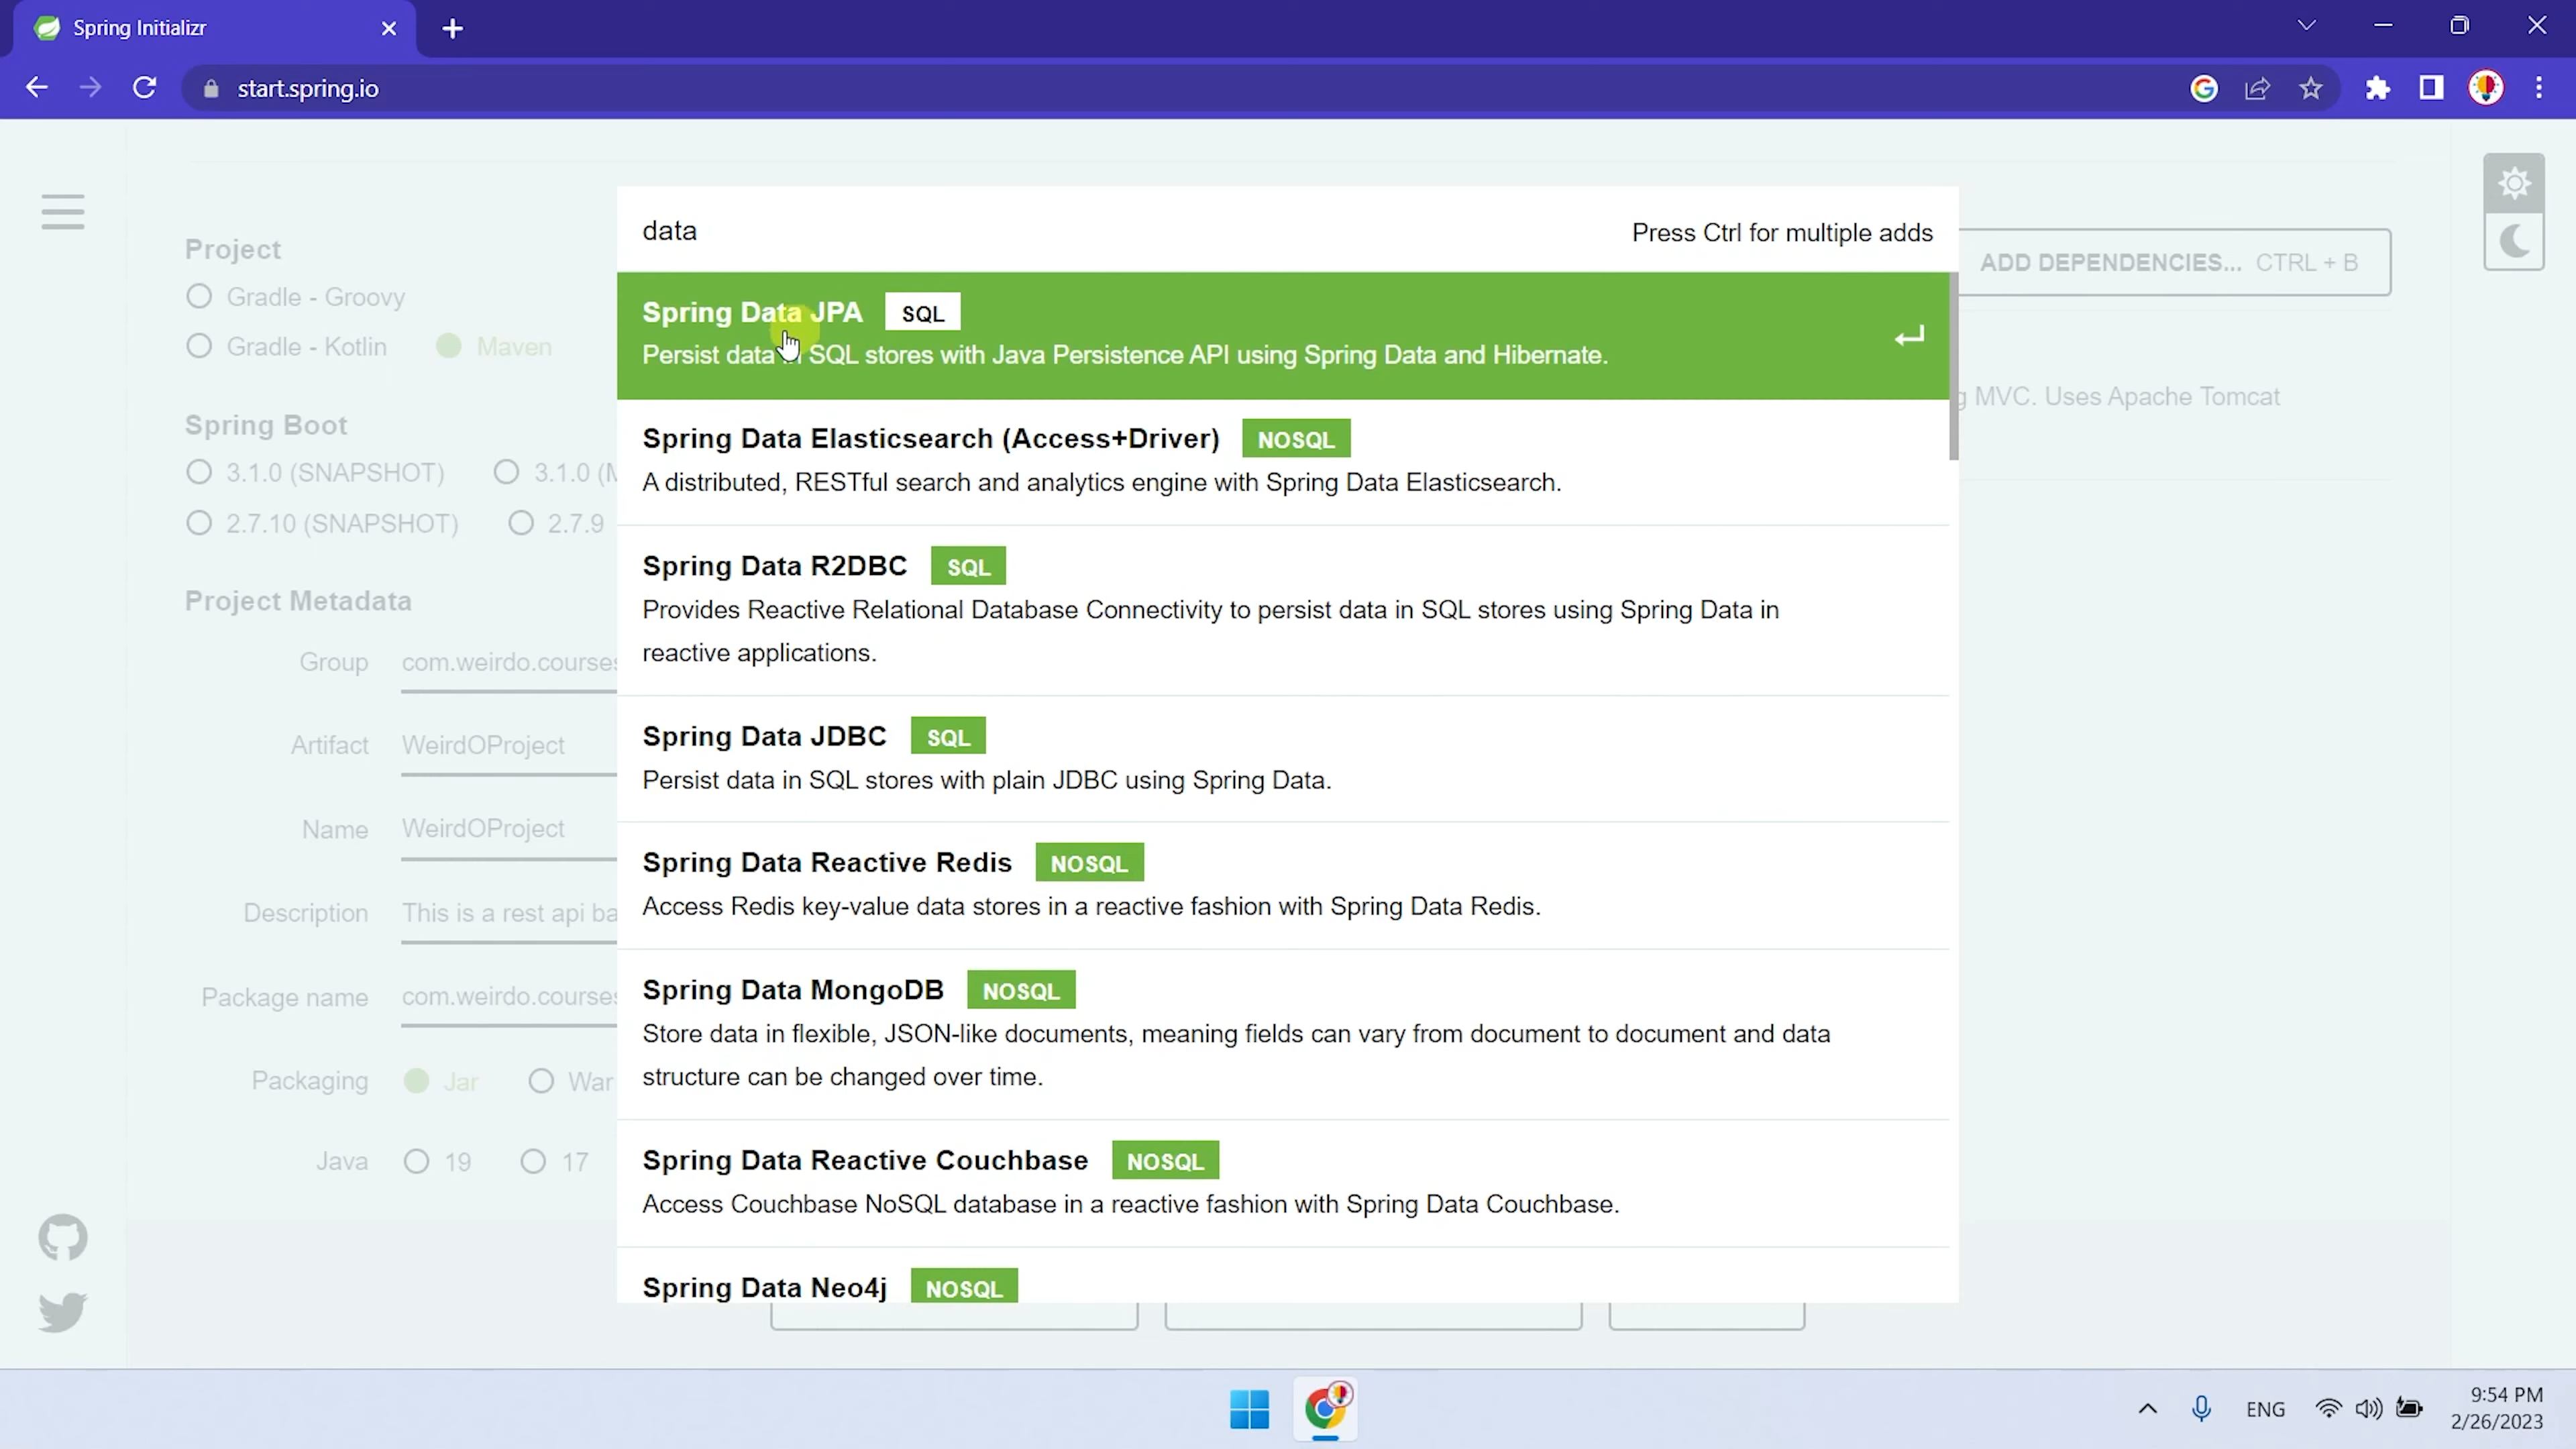 Spring Initializr
start.spring.io
Project
Gradle - Groovy
Gradle - Kotlin
Maven
Spring Boot
3.1.0 (SNAPSHOT)
3.1.0 (M
2.7.10 (SNAPSHOT)
2.7.9
Project Metadata
Group
com.weirdo.courses
Artifact
WeirdOProject
Name
WeirdOProject
Description
This is a rest api ba
Package name
com.weirdo.courses
Packaging
Jar
War
Java
19
17
data
Press Ctrl for multiple adds
Spring Data JPA SQL
Persist data in SQL stores with Java Persistence API using Spring Data and Hibernate.
Spring Data Elasticsearch (Access+Driver) NOSQL
A distributed, RESTful search and analytics engine with Spring Data Elasticsearch.
Spring Data R2DBC SQL
Provides Reactive Relational Database Connectivity to persist data in SQL stores using Spring Data in
reactive applications.
Spring Data JDBC SQL
Persist data in SQL stores with plain JDBC using Spring Data.
Spring Data Reactive Redis NOSQL
Access Redis key-value data stores in a reactive fashion with Spring Data Redis.
Spring Data MongoDB NOSQL
Store data in flexible, JSON-like documents, meaning fields can vary from document to document and data
structure can be changed over time.
Spring Data Reactive Couchbase NOSQL
Access Couchbase NoSQL database in a reactive fashion with Spring Data Couchbase.
Spring Data Neo4j NOSQL
ADD DEPENDENCIES... CTRL + B
g MVC. Uses Apache Tomcat
ENG
9:54 PM
2/26/2023